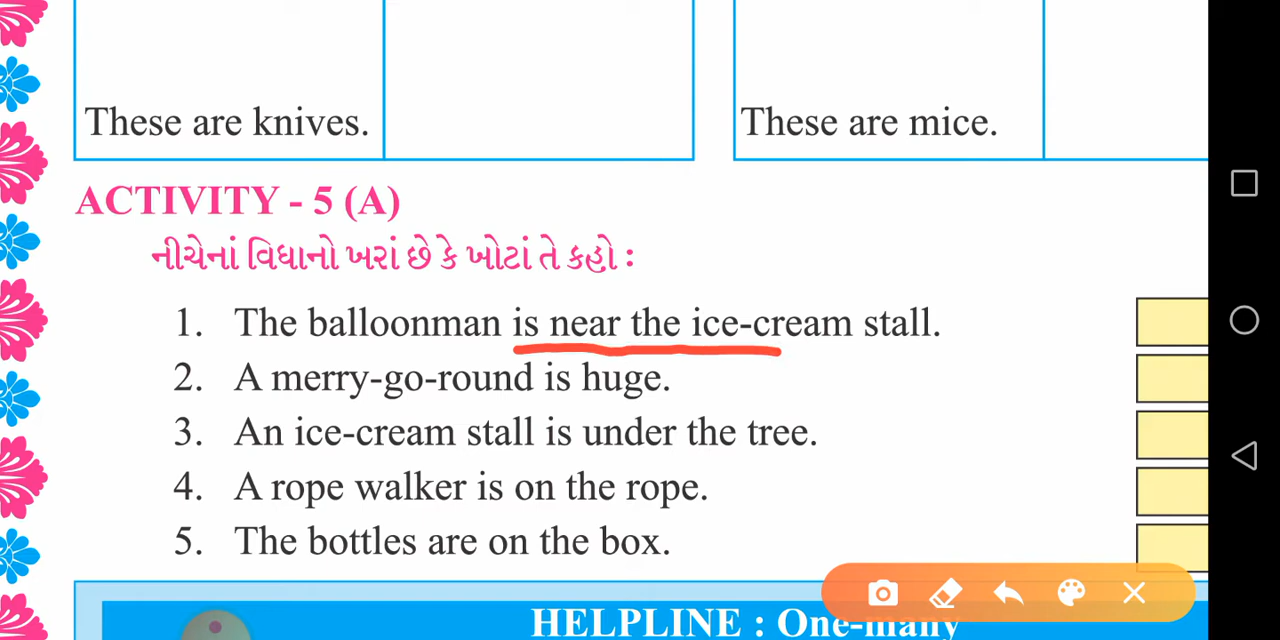 These are knives.
These are mice.
ACTIVITY - 5 (A)
નીચેનાં વિધાનો ખરાં છે કે ખોટાં તે કહો :
1. The balloonman is near the ice-cream stall.
2. A merry-go-round is huge.
3. An ice-cream stall is under the tree.
4. A rope walker is on the rope.
5. The bottles are on the box.
HELPLINE : One-many